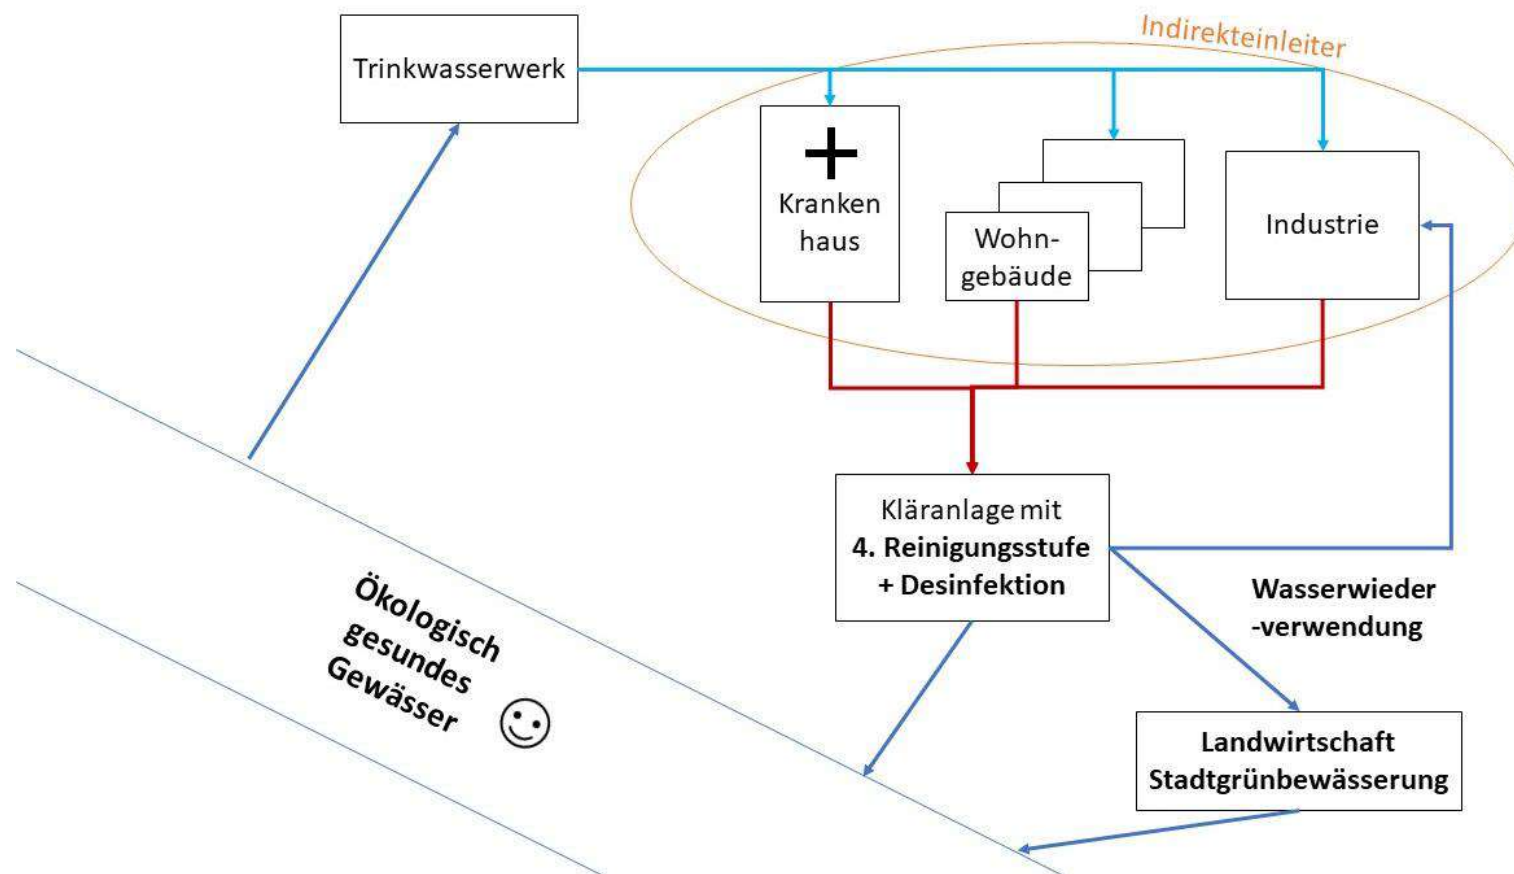 Indirekteinleiter
Trinkwasserwerk
Kranken
haus
Wohn-
gebäude
Industrie
Kläranlage mit
4. Reinigungsstufe
+ Desinfektion
Wasserwieder
-verwendung
Ökologisch
gesundes
Gewässer
Landwirtschaft
Stadtgrünbewässerung